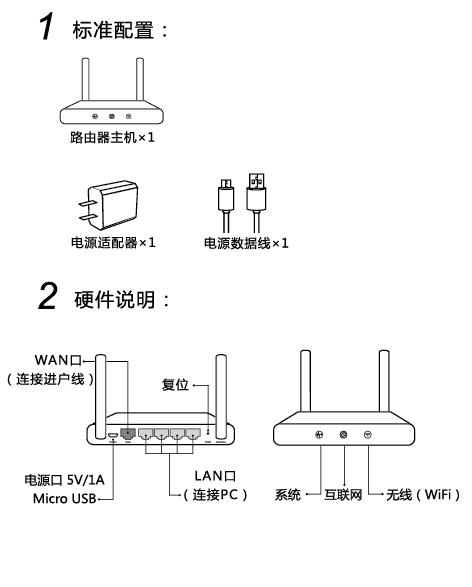 1 标准配置：
路由器主机×1
电源适配器×1
电源数据线×1
2 硬件说明：
WAN口
（连接进户线）
复位
电源口 5V/1A
Micro USB
LAN口
（连接PC）
系统
互联网
无线（WiFi）